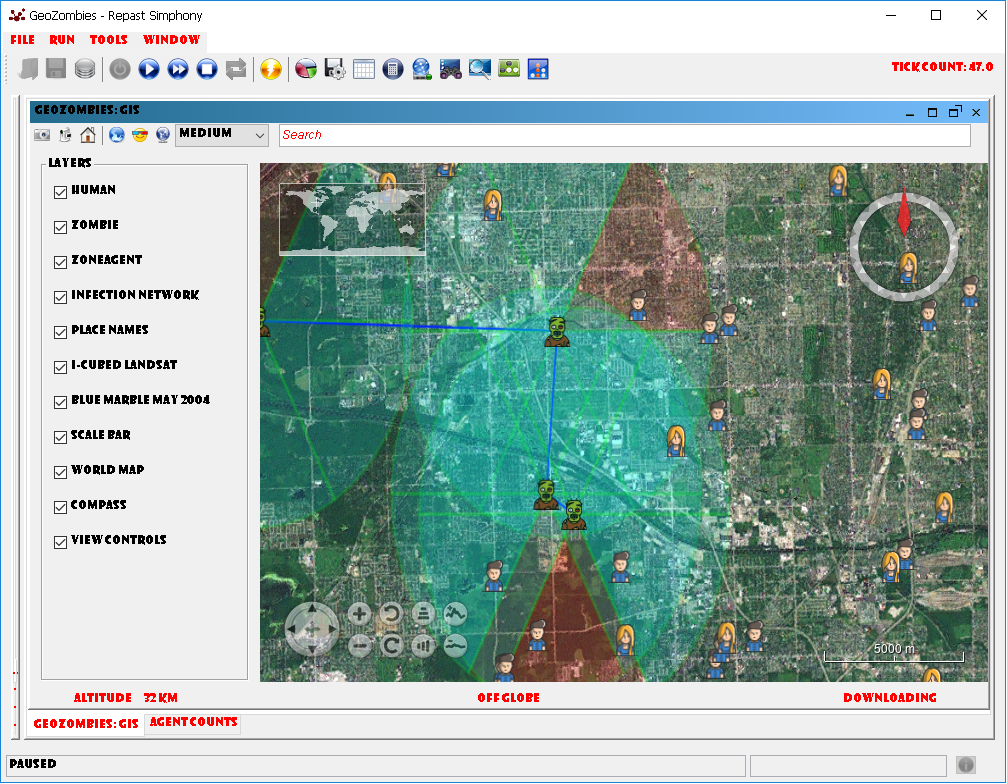 GeoZombies - Repast Simphony
FILE RUN TOOLS WINDOW
TICK COUNT: 47.0
GEOZOMBIES: GIS
MEDIUM
Search
LAYERS
HUMAN
ZOMBIE
ZONEAGENT
INFECTION NETWORK
PLACE NAMES
I-CUBED LANDSAT
BLUE MARBLE MAY 2004
SCALE BAR
WORLD MAP
COMPASS
VIEW CONTROLS
5000 m
ALTITUDE 32 KM
OFF GLOBE
DOWNLOADING
GEOZOMBIES: GIS AGENT COUNTS
PAUSED